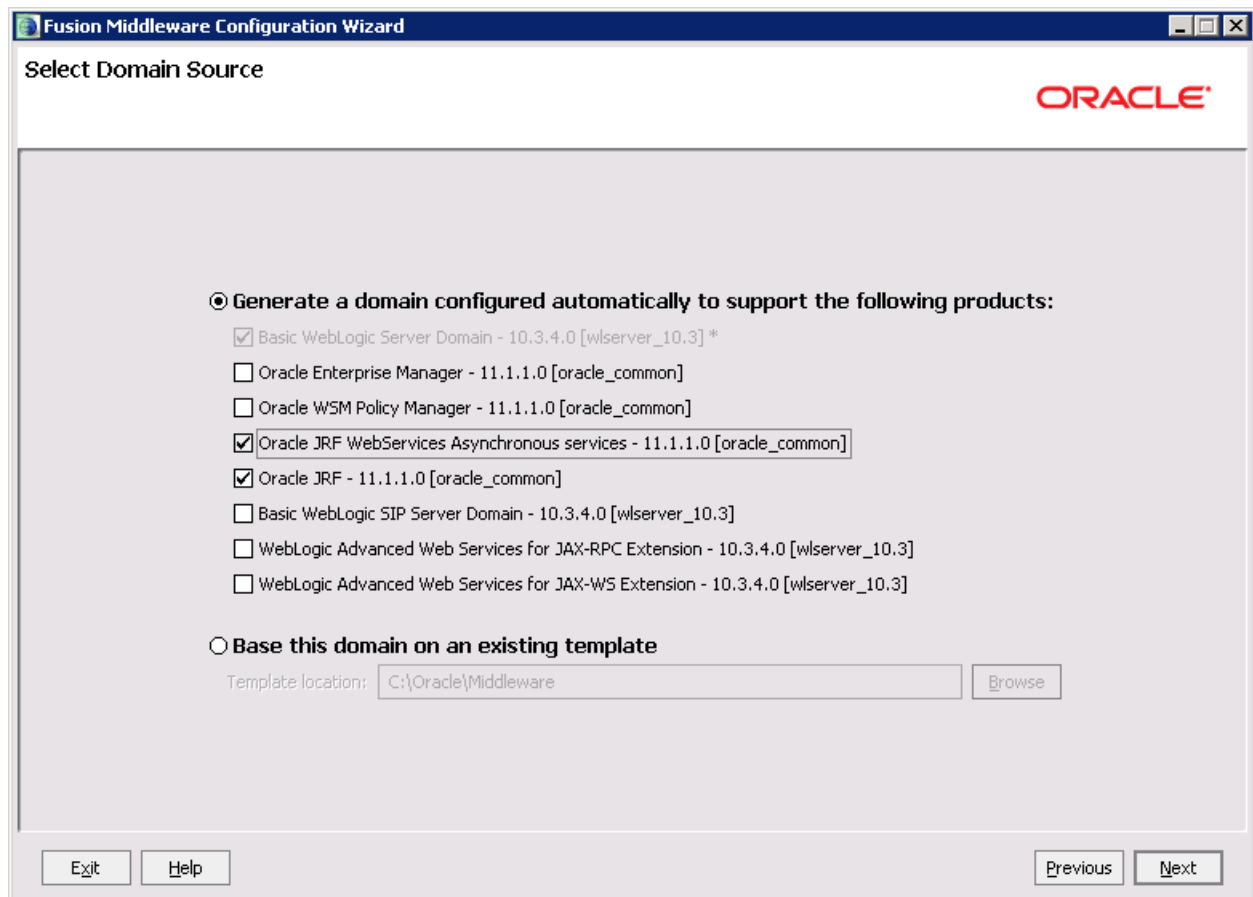 Fusion Middleware Configuration Wizard
Select Domain Source
ORACLE
Generate a domain configured automatically to support the following products:
Basic WebLogic Server Domain - 10.3.4.0 [wlserver_10.3] *
Oracle Enterprise Manager - 11.1.1.0 [oracle_common]
Oracle WSM Policy Manager - 11.1.1.0 [oracle_common]
Oracle JRF WebServices Asynchronous services - 11.1.1.0 [oracle_common]
Oracle JRF - 11.1.1.0 [oracle_common]
Basic WebLogic SIP Server Domain - 10.3.4.0 [wlserver_10.3]
WebLogic Advanced Web Services for JAX-RPC Extension - 10.3.4.0 [wlserver_10.3]
WebLogic Advanced Web Services for JAX-WS Extension - 10.3.4.0 [wlserver_10.3]
Base this domain on an existing template
Template location: C:\Oracle\Middleware Browse
Exit Help Previous Next